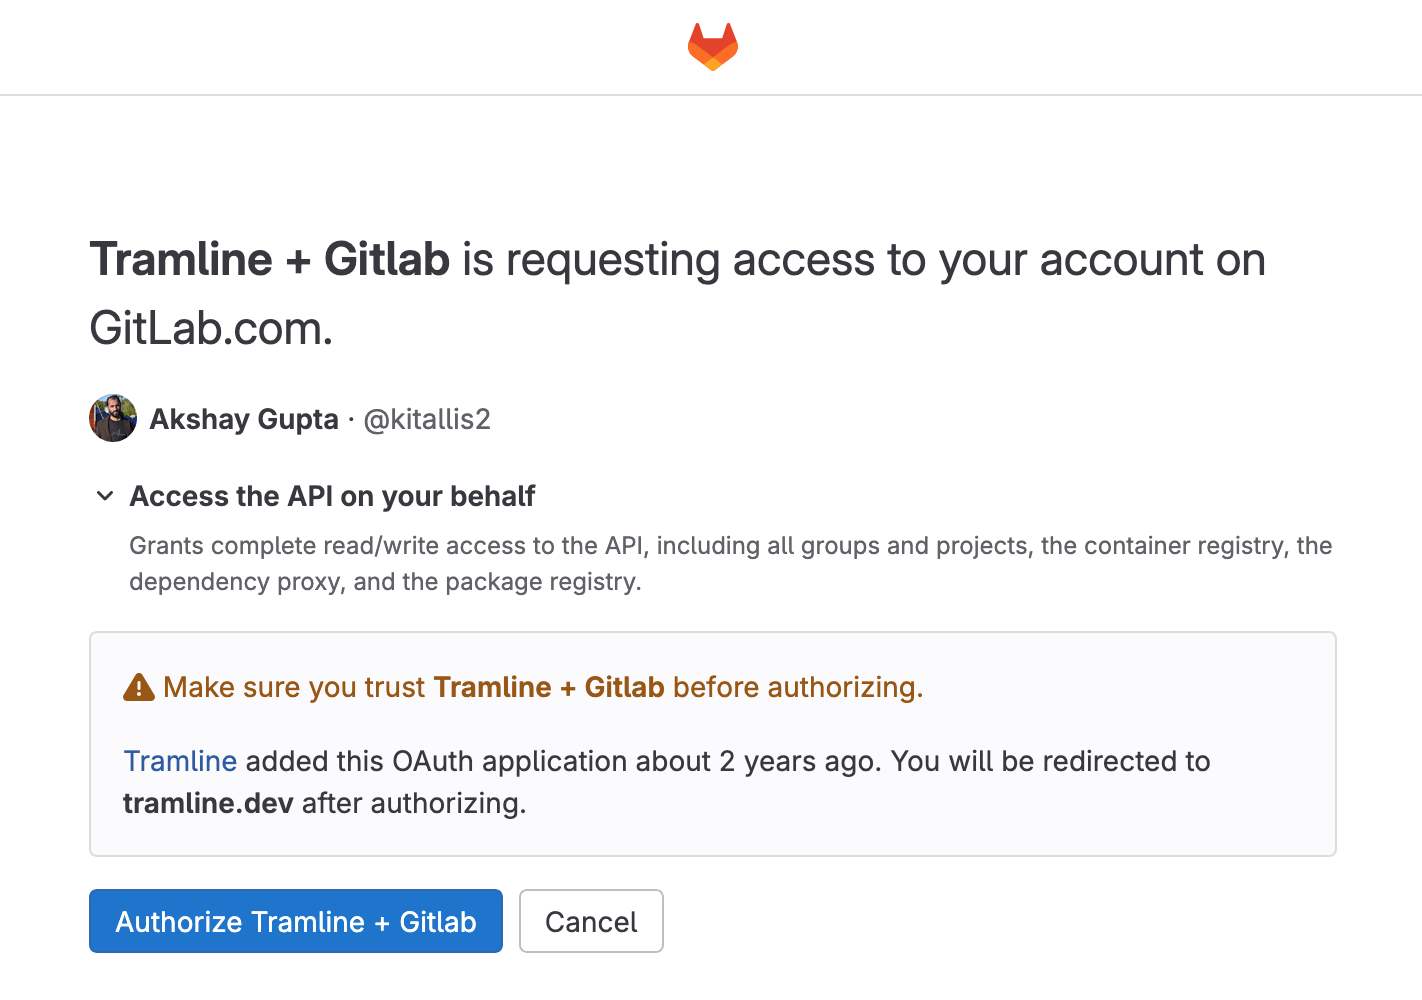 Tramline + Gitlab is requesting access to your account on
GitLab.com.
Akshay Gupta · @kitallis2
Access the API on your behalf
Grants complete read/write access to the API, including all groups and projects, the container registry, the
dependency proxy, and the package registry.
Make sure you trust Tramline + Gitlab before authorizing.
Tramline added this OAuth application about 2 years ago. You will be redirected to
tramline.dev after authorizing.
Authorize Tramline + Gitlab
Cancel